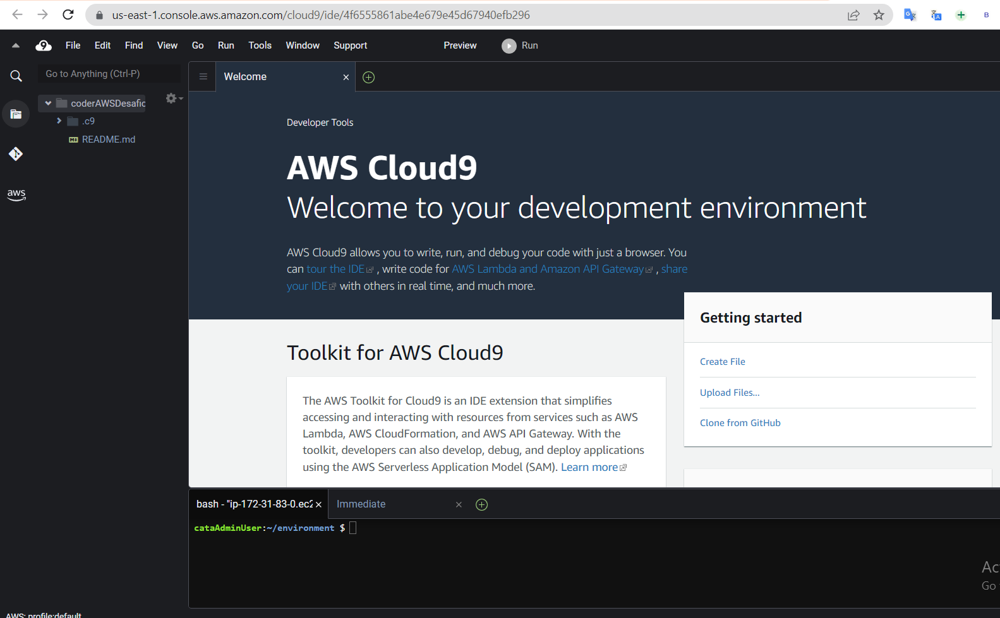 us-east-1.console.aws.amazon.com/cloud9/ide/4f6555861abe4e679e45d67940efb296
B
9 File Edit Find View Go Run Tools Window Support Preview Run
Go to Anything (Ctrl-P)
Welcome
coderAWSDesafio
.c9
README.md
aws
Developer Tools
AWS Cloud9
Welcome to your development environment
AWS Cloud9 allows you to write, run, and debug your code with just a browser. You
can tour the IDE , write code for AWS Lambda and Amazon API Gateway , share
your IDE with others in real time, and much more.
Getting started
Create File
Upload Files...
Clone from GitHub
Toolkit for AWS Cloud9
The AWS Toolkit for Cloud9 is an IDE extension that simplifies
accessing and interacting with resources from services such as AWS
Lambda, AWS CloudFormation, and AWS API Gateway. With the
toolkit, developers can also develop, debug, and deploy applications
using the AWS Serverless Application Model (SAM). Learn more
bash - "ip-172-31-83-0.ec2 Immediate
cataAdminUser:~/environment $
Ac
Go
AWS: profile:default